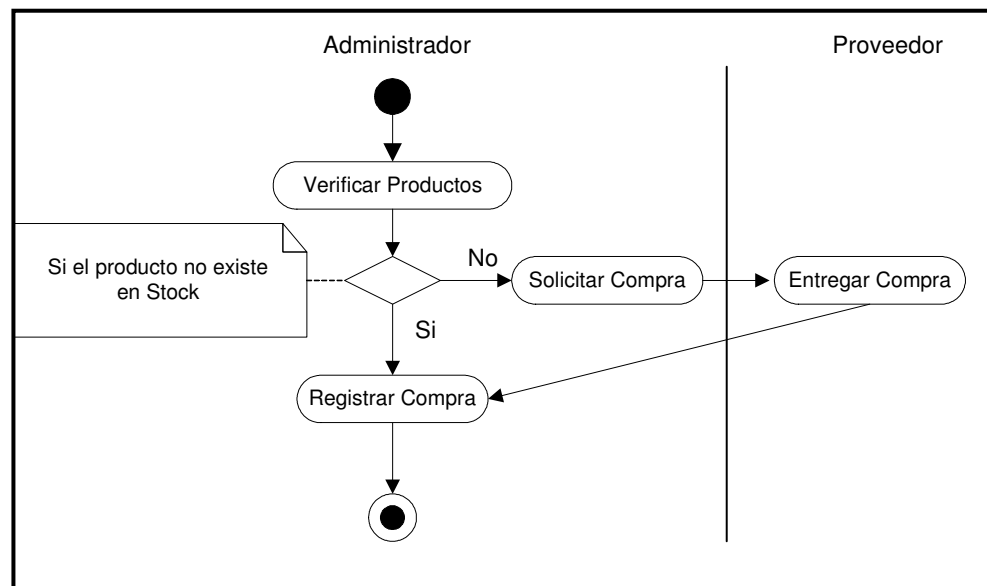 Administrador
Proveedor
Verificar Productos
Si el producto no existe
en Stock
No
Solicitar Compra
Entregar Compra
Si
Registrar Compra